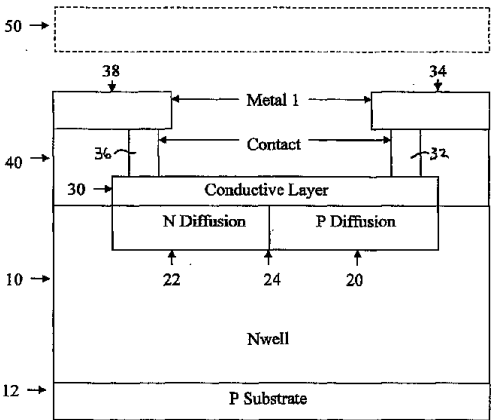 50
38
34
Metal 1
Contact
36
32
40
30
Conductive Layer
N Diffusion
P Diffusion
22
24
20
10
Nwell
12
P Substrate